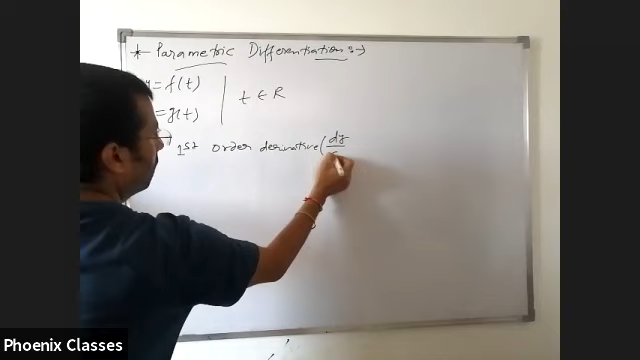 * Parametric Differentiation :→
= f(t)
t ∈ R
= g(t)
1st order derivative ( dy
Phoenix Classes